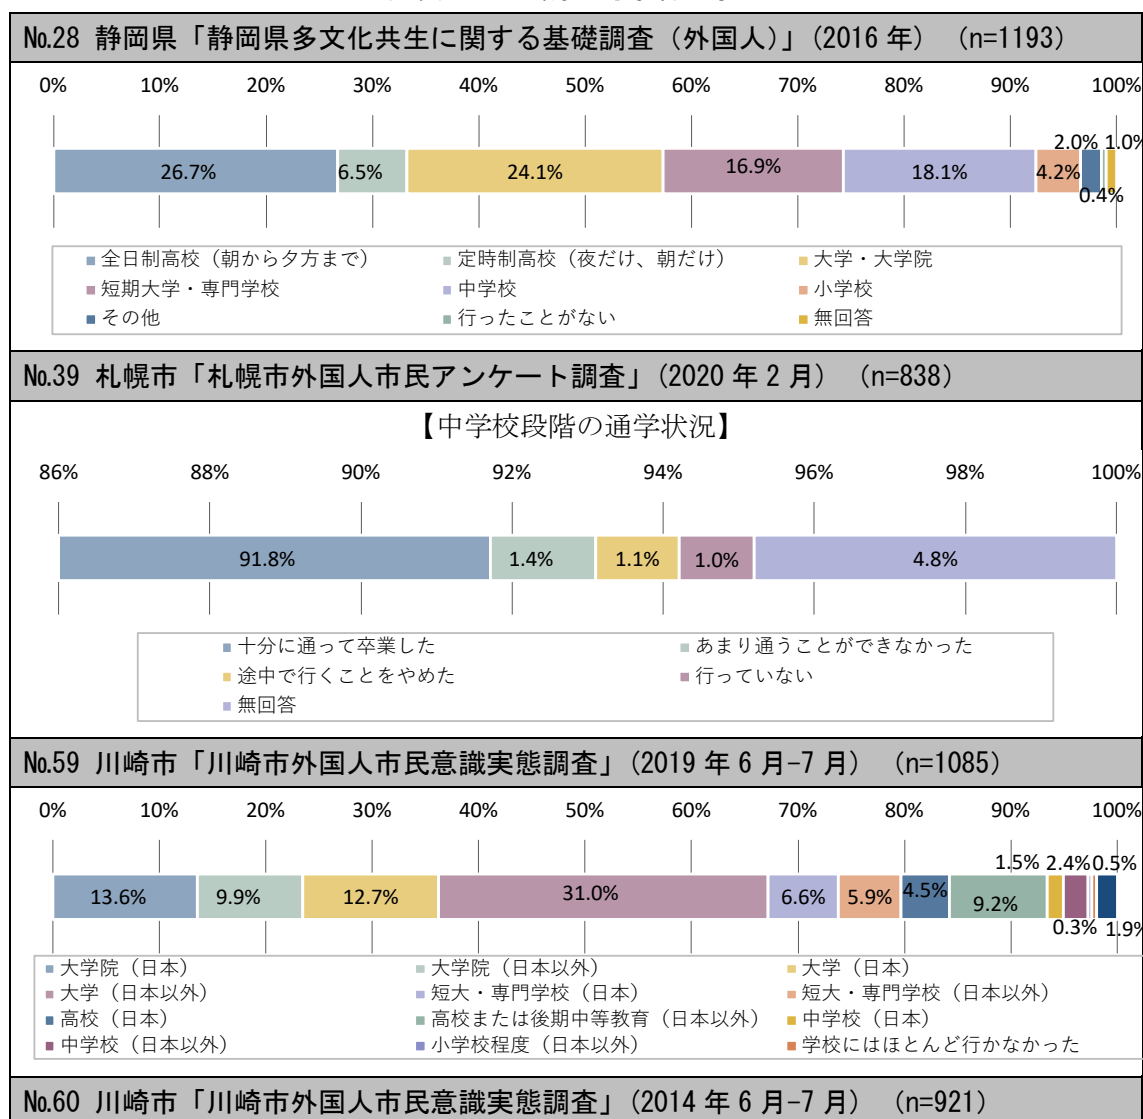 №28 静岡県「静岡県多文化共生に関する基礎調査（外国人）」（2016 年） （n=1193）
0% 10% 20% 30% 40% 50% 60% 70% 80% 90% 100%
26.7% 6.5% 24.1% 16.9% 18.1% 4.2% 2.0% 0.4% 1.0%
全日制高校（朝から夕方まで） 定時制高校（夜だけ、朝だけ） 大学・大学院
短期大学・専門学校 中学校 小学校
その他 行ったことがない 無回答
№39 札幌市「札幌市外国人市民アンケート調査」（2020 年 2 月） （n=838）
【中学校段階の通学状況】
86% 88% 90% 92% 94% 96% 98% 100%
91.8% 1.4% 1.1% 1.0% 4.8%
十分に通って卒業した あまり通うことができなかった
途中で行くことをやめた 行っていない
無回答
№59 川崎市「川崎市外国人市民意識実態調査」（2019 年 6 月-7 月） （n=1085）
0% 10% 20% 30% 40% 50% 60% 70% 80% 90% 100%
13.6% 9.9% 12.7% 31.0% 6.6% 5.9% 4.5% 9.2% 1.5% 2.4% 0.3% 0.5% 1.9%
大学院（日本） 大学院（日本以外） 大学（日本）
大学（日本以外） 短大・専門学校（日本） 短大・専門学校（日本以外）
高校（日本） 高校または後期中等教育（日本以外） 中学校（日本）
中学校（日本以外） 小学校程度（日本以外） 学校にはほとんど行かなかった
№60 川崎市「川崎市外国人市民意識実態調査」（2014 年 6 月-7 月） （n=921）